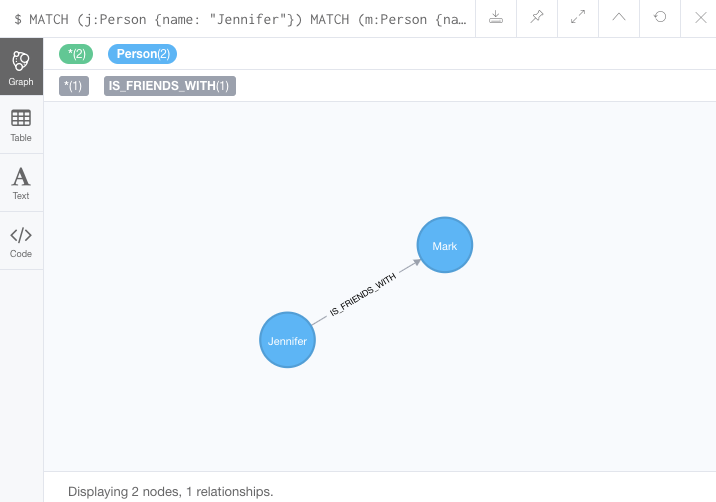 $ MATCH (j:Person {name: "Jennifer"}) MATCH (m:Person {na…
*(2) Person(2)
*(1) IS_FRIENDS_WITH(1)
Graph
Table
Text
Code
Mark
IS_FRIENDS_WITH
Jennifer
Displaying 2 nodes, 1 relationships.